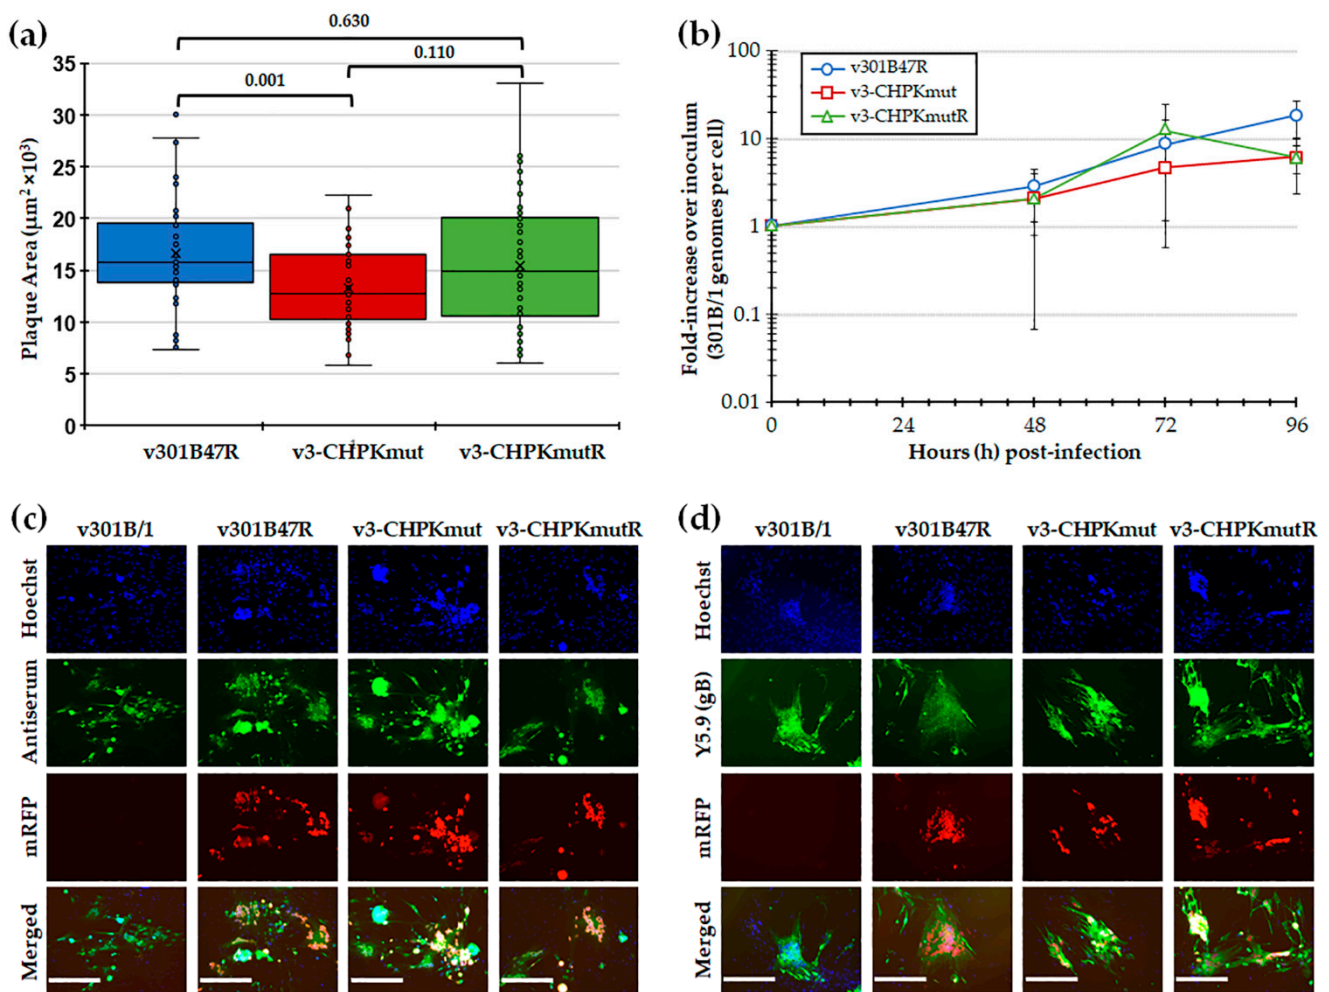 (a)
0.630
0.110
0.001
35
30
25
20
15
10
5
0
Plaque Area (μm² ×10³)
v301B47R
v3-CHPKmut
v3-CHPKmutR
(b)
100
10
1
0.1
0.01
Fold-increase over inoculum
(301B/1 genomes per cell)
v301B47R
v3-CHPKmut
v3-CHPKmutR
0 24 48 72 96
Hours (h) post-infection
(c)
v301B/1 v301B47R v3-CHPKmut v3-CHPKmutR
Hoechst
Antiserum
mRFP
Merged
(d)
v301B/1 v301B47R v3-CHPKmut v3-CHPKmutR
Hoechst
Y5.9 (gB)
mRFP
Merged